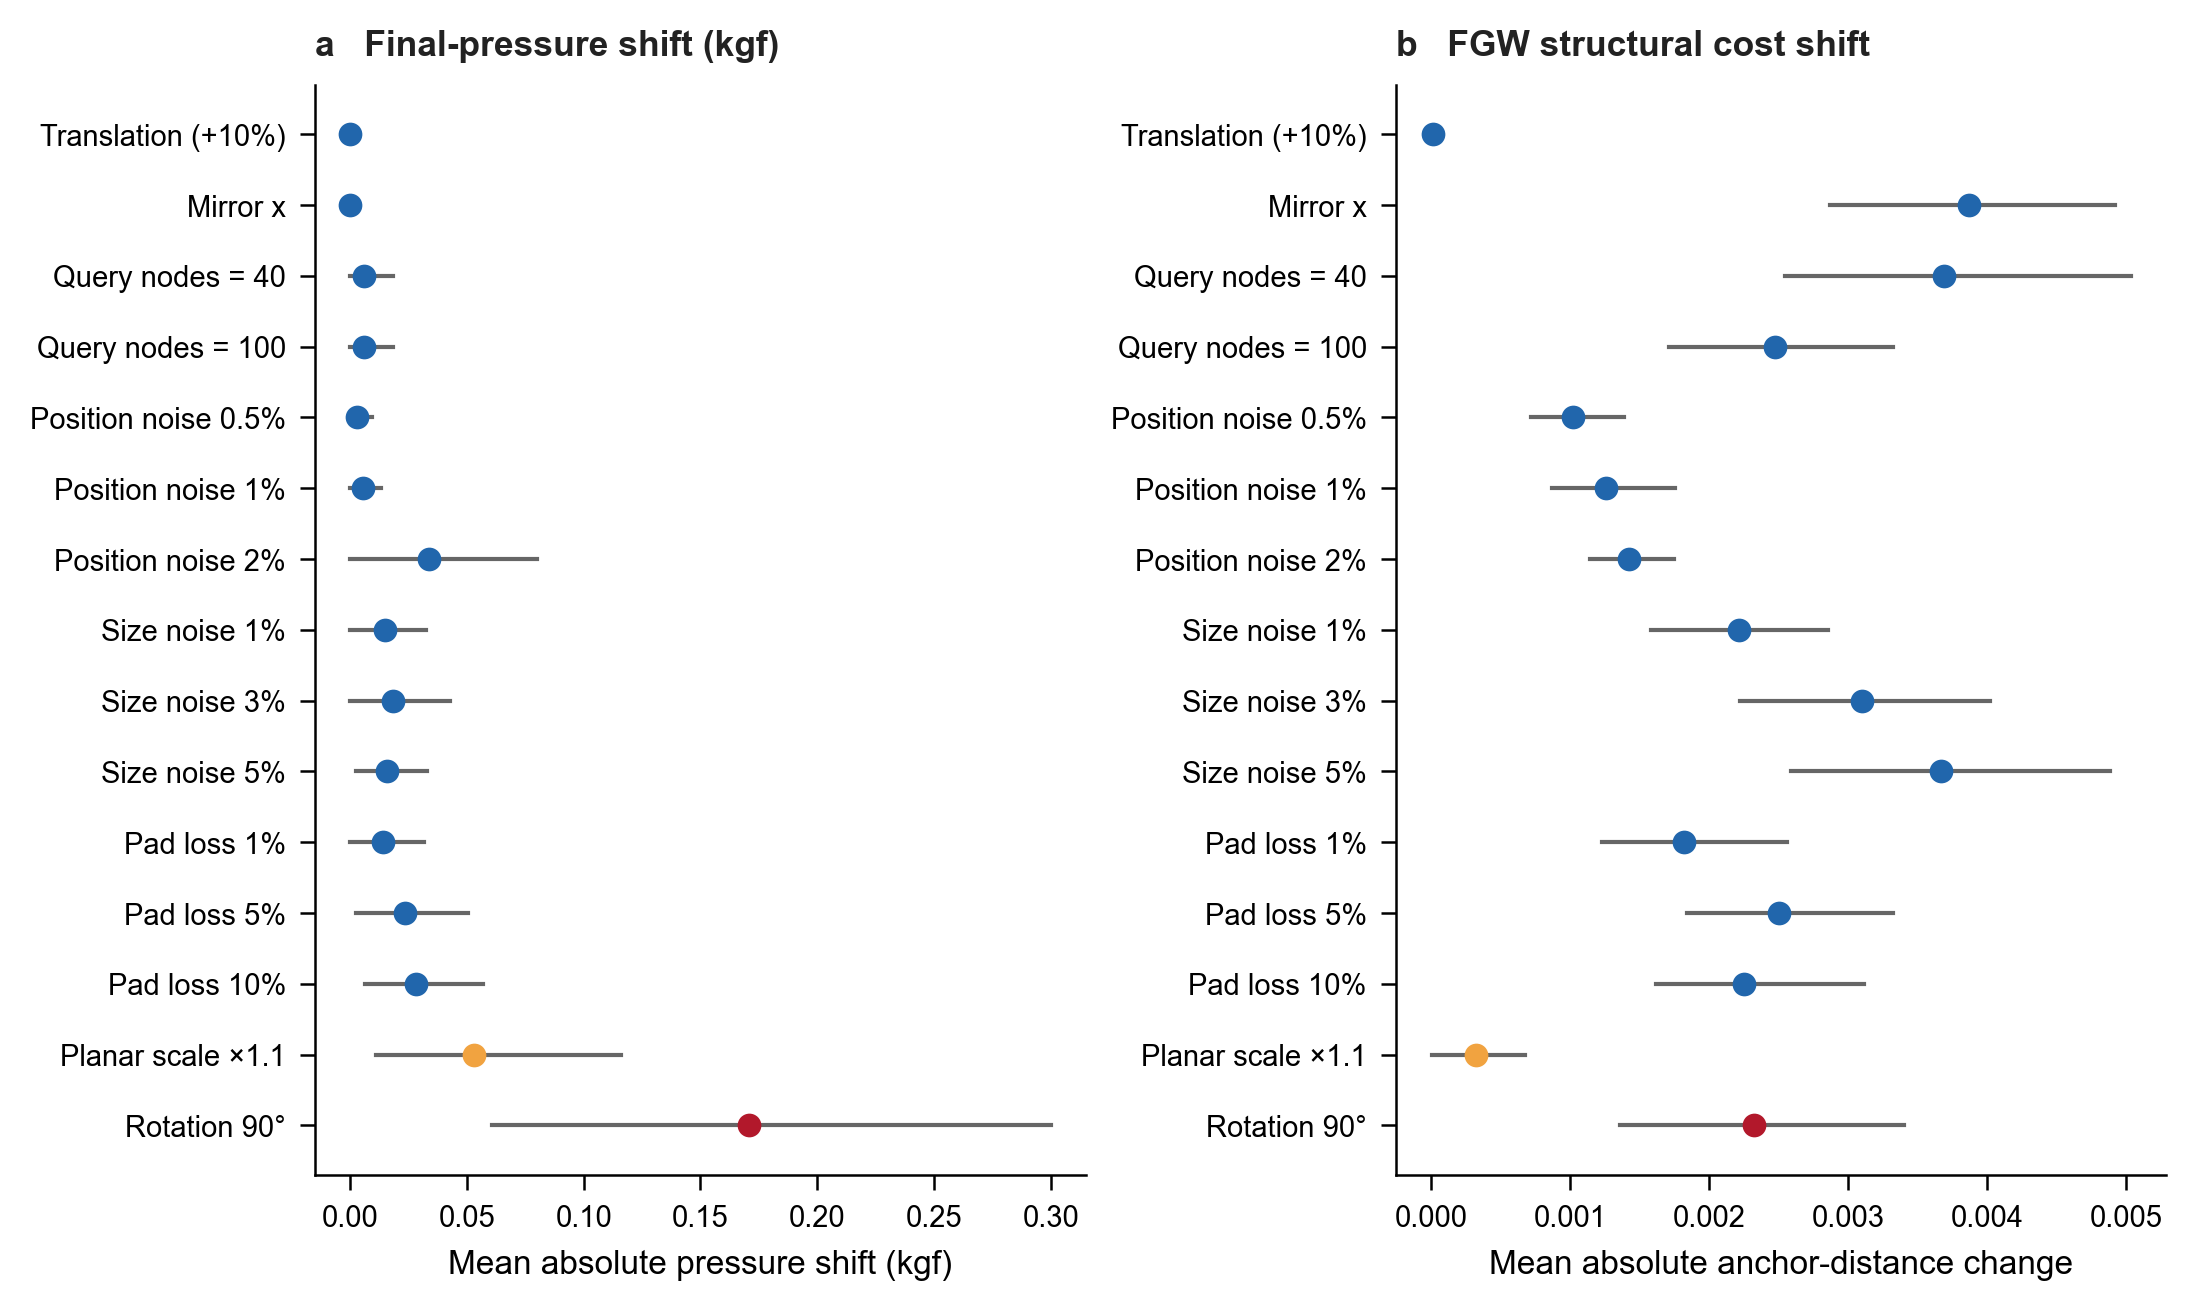 a Final-pressure shift (kgf)
Translation (+10%)
Mirror x
Query nodes = 40
Query nodes = 100
Position noise 0.5%
Position noise 1%
Position noise 2%
Size noise 1%
Size noise 3%
Size noise 5%
Pad loss 1%
Pad loss 5%
Pad loss 10%
Planar scale ×1.1
Rotation 90°
0.00 0.05 0.10 0.15 0.20 0.25 0.30
Mean absolute pressure shift (kgf)
b FGW structural cost shift
Translation (+10%)
Mirror x
Query nodes = 40
Query nodes = 100
Position noise 0.5%
Position noise 1%
Position noise 2%
Size noise 1%
Size noise 3%
Size noise 5%
Pad loss 1%
Pad loss 5%
Pad loss 10%
Planar scale ×1.1
Rotation 90°
0.000 0.001 0.002 0.003 0.004 0.005
Mean absolute anchor-distance change